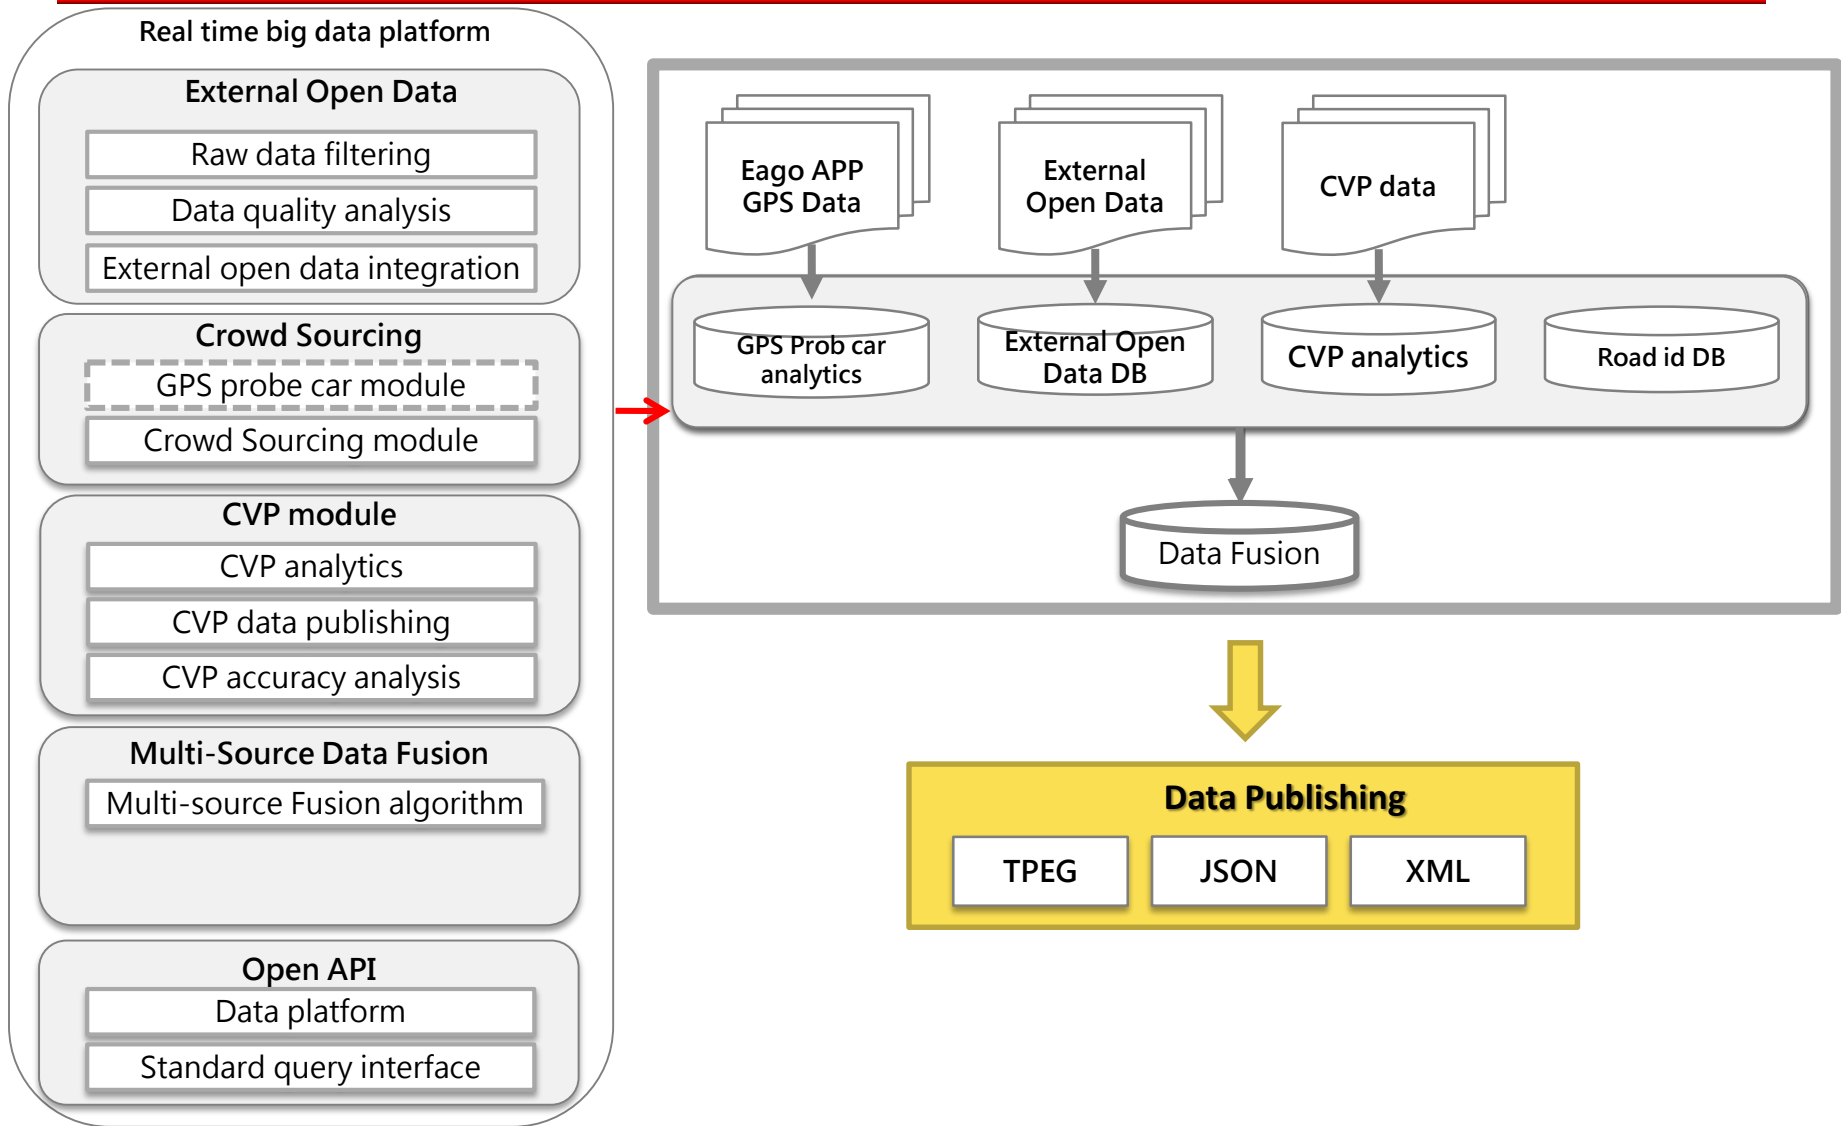 Real time big data platform
External Open Data
Raw data filtering
Data quality analysis
External open data integration
Crowd Sourcing
GPS probe car module
Crowd Sourcing module
CVP module
CVP analytics
CVP data publishing
CVP accuracy analysis
Multi-Source Data Fusion
Multi-source Fusion algorithm
Open API
Data platform
Standard query interface
Eago APP
GPS Data
External
Open Data
CVP data
GPS Prob car
analytics
External Open
Data DB
CVP analytics
Road id DB
Data Fusion
Data Publishing
TPEG
JSON
XML